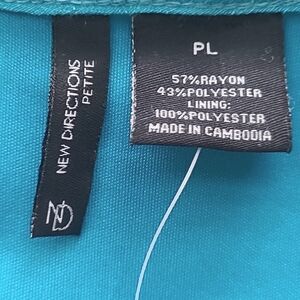 NEW DIRECTIONS
PETITE
ND
PL
57%RAYON
43%POLYESTER
LINING:
100%POLYESTER
MADE IN CAMBODIA